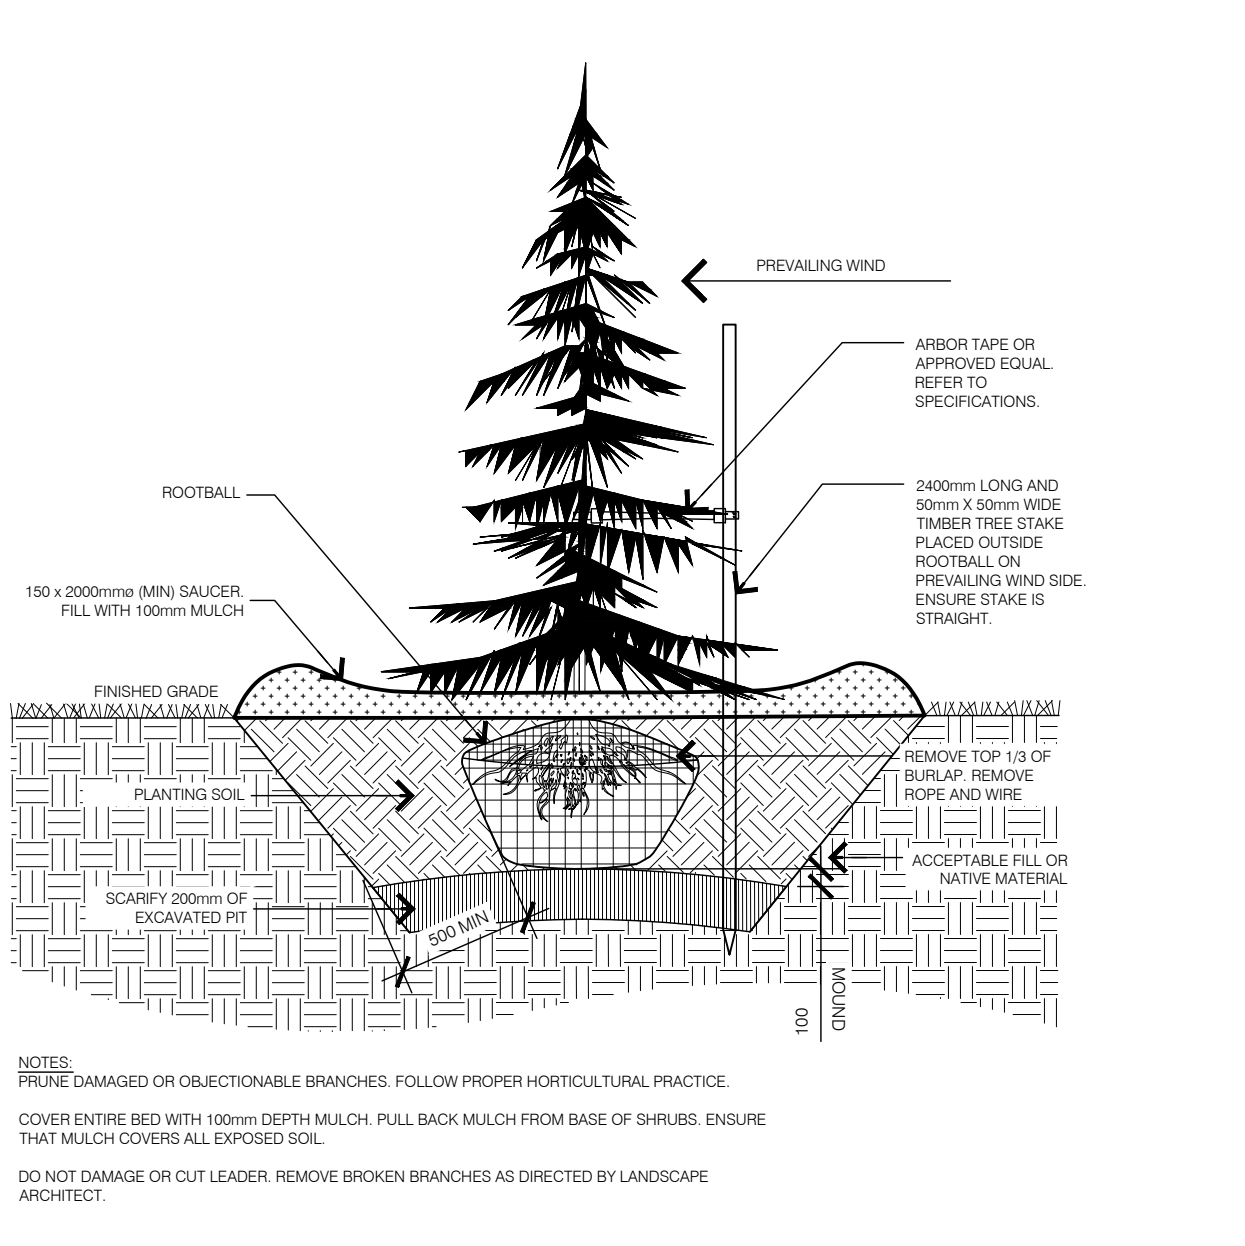 PREVAILING WIND
ARBOR TAPE OR
APPROVED EQUAL.
REFER TO
SPECIFICATIONS.
ROOTBALL
2400mm LONG AND
50mm X 50mm WIDE
TIMBER TREE STAKE
PLACED OUTSIDE
ROOTBALL ON
PREVAILING WIND SIDE.
ENSURE STAKE IS
STRAIGHT.
150 x 2000mmø (MIN) SAUCER.
FILL WITH 100mm MULCH
FINISHED GRADE
REMOVE TOP 1/3 OF
BURLAP. REMOVE
ROPE AND WIRE
PLANTING SOIL
ACCEPTABLE FILL OR
NATIVE MATERIAL
SCARIFY 200mm OF
EXCAVATED PIT
500 MIN
100
MOUND
NOTES:
PRUNE DAMAGED OR OBJECTIONABLE BRANCHES. FOLLOW PROPER HORTICULTURAL PRACTICE.
COVER ENTIRE BED WITH 100mm DEPTH MULCH. PULL BACK MULCH FROM BASE OF SHRUBS. ENSURE
THAT MULCH COVERS ALL EXPOSED SOIL.
DO NOT DAMAGE OR CUT LEADER. REMOVE BROKEN BRANCHES AS DIRECTED BY LANDSCAPE
ARCHITECT.